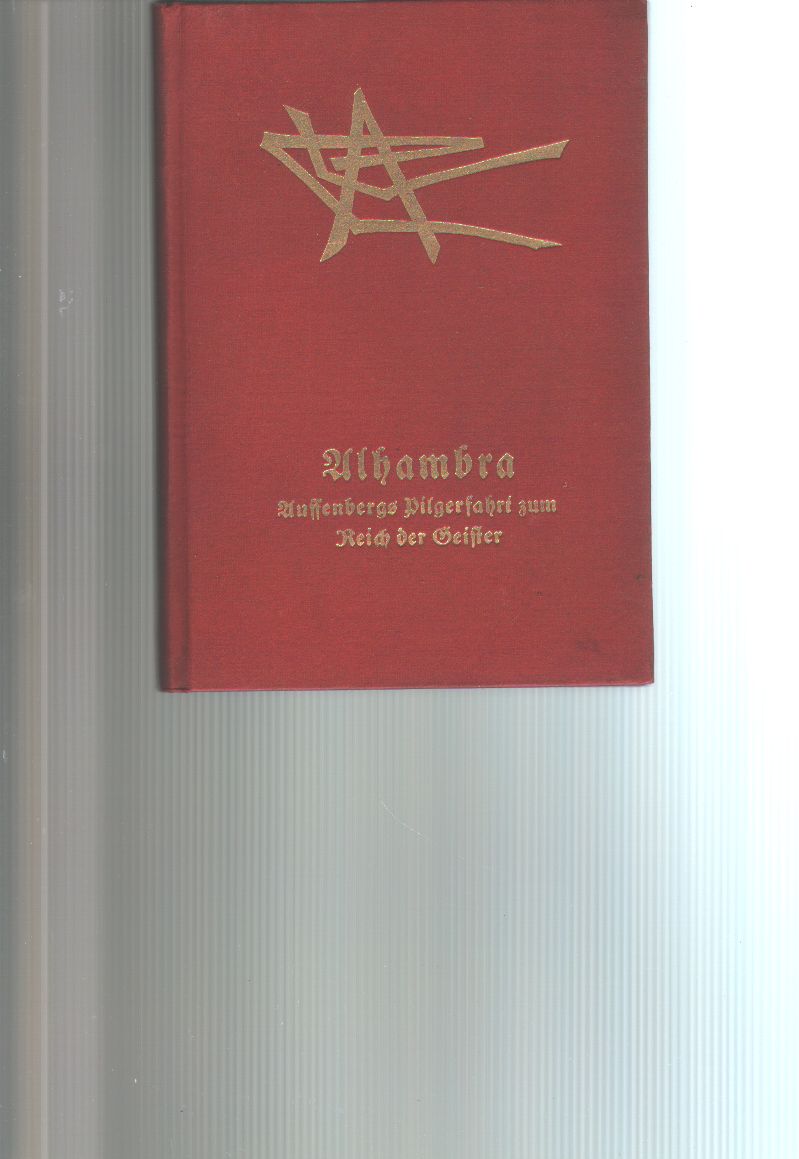 Alhambra
Auffenbergs Pilgerfahrt zum
Reich der Geister